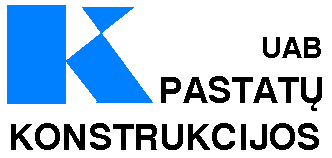 K UAB
PASTATŲ
KONSTRUKCIJOS